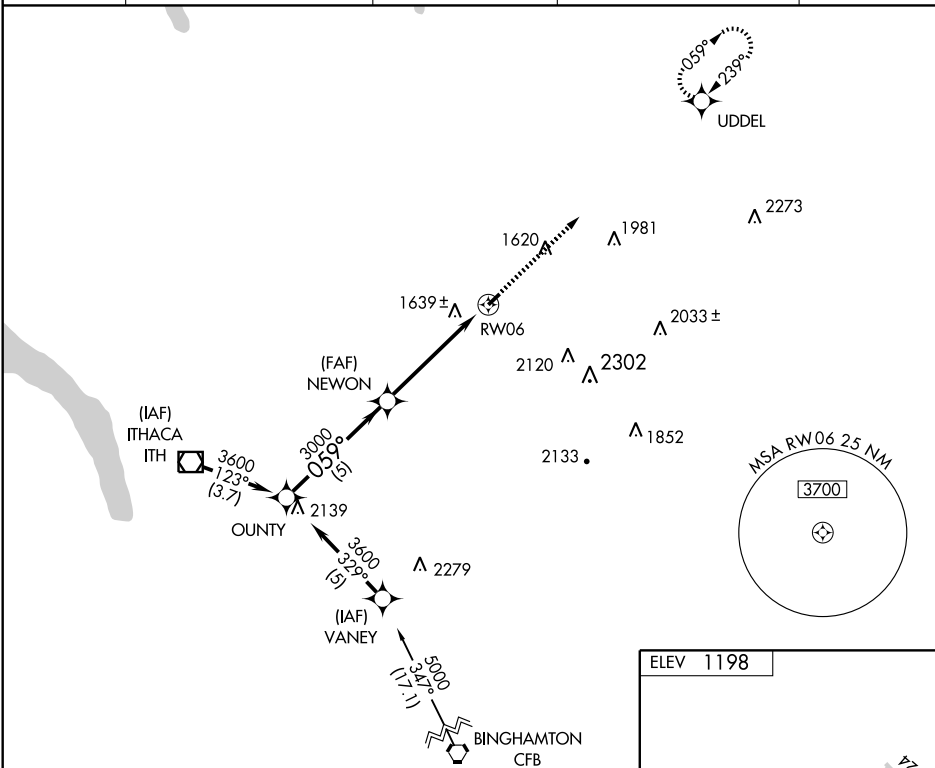 059°
239°
UDDEL
2273
1981
1620
1639±
RW06
2033±
2120
2302
(FAF)
NEWON
(IAF)
ITHACA
ITH
3600
123°
(3.7)
3000
059°
(5)
1852
2133
OUNTY
2139
MSA RW06 25 NM
3700
3600
329°
(5)
2279
(IAF)
VANEY
5000
347°
(17.1)
ELEV 1198
BINGHAMTON
CFB